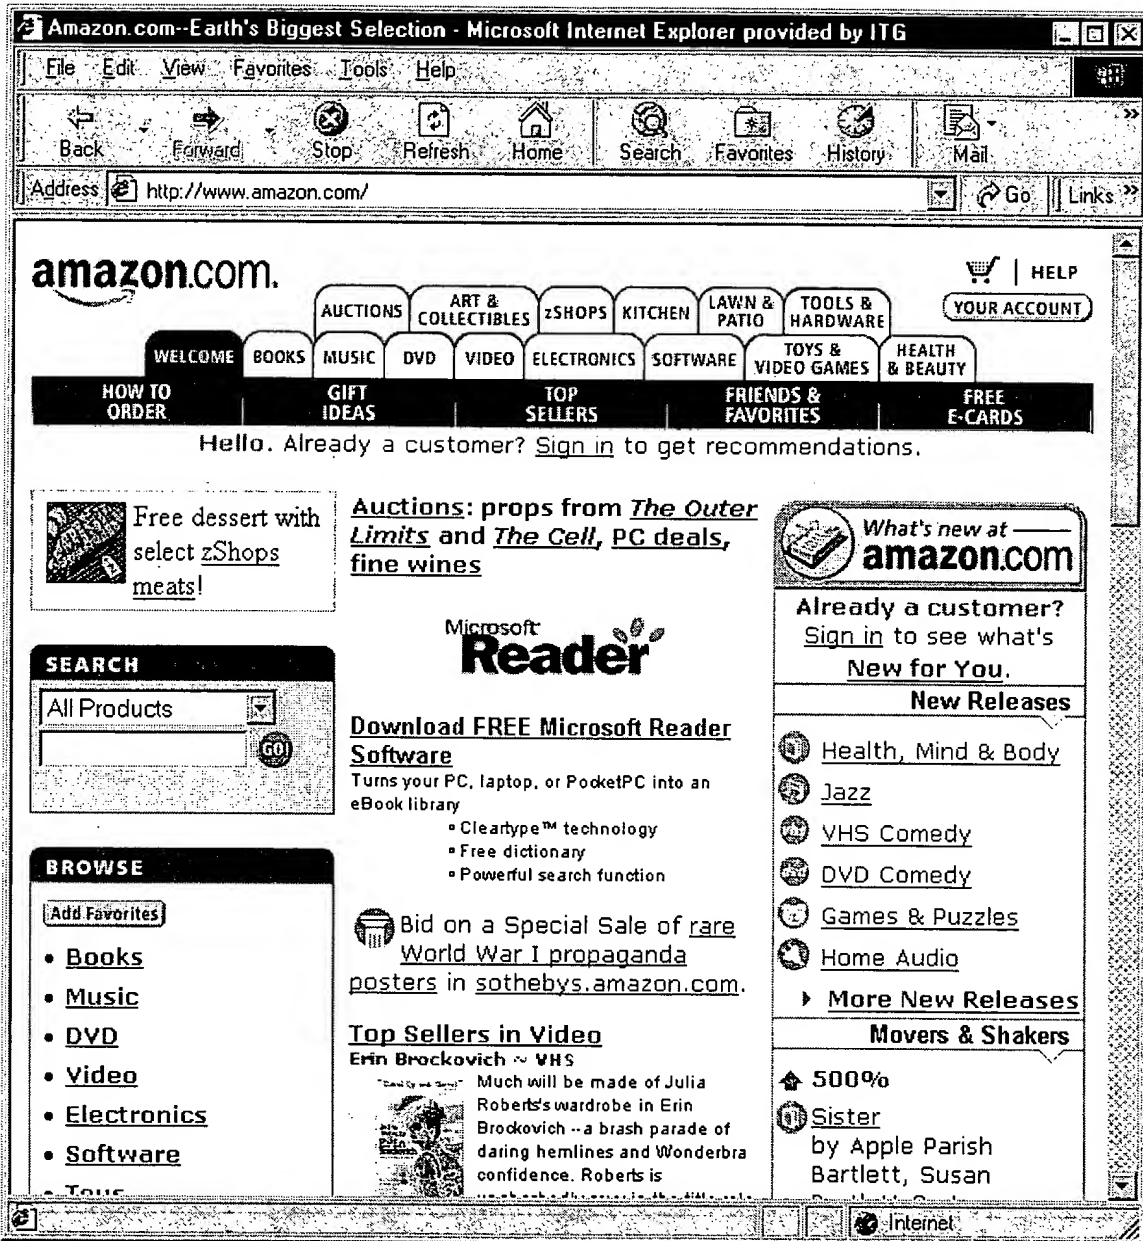 Amazon.com--Earth's Biggest Selection - Microsoft Internet Explorer provided by ITG
File Edit View Favorites Tools Help
Back Forward Stop Refresh Home Search Favorites History Mail »
Address http://www.amazon.com/ Go Links »
amazon.com.
HELP
YOUR ACCOUNT
AUCTIONS
ART &
COLLECTIBLES
zSHOPS
KITCHEN
LAWN &
PATIO
TOOLS &
HARDWARE
WELCOME
BOOKS
MUSIC
DVD
VIDEO
ELECTRONICS
SOFTWARE
TOYS &
VIDEO GAMES
HEALTH
& BEAUTY
HOW TO
ORDER
GIFT
IDEAS
TOP
SELLERS
FRIENDS &
FAVORITES
FREE
E-CARDS
Hello. Already a customer? Sign in to get recommendations.
Free dessert with
select zShops
meats!
SEARCH
All Products
GO!
BROWSE
Add Favorites
• Books
• Music
• DVD
• Video
• Electronics
• Software
• Toys
Auctions: props from The Outer
Limits and The Cell, PC deals,
fine wines
Microsoft
Reader
Download FREE Microsoft Reader
Software
Turns your PC, laptop, or PocketPC into an
eBook library
▫ Cleartype™ technology
▫ Free dictionary
▫ Powerful search function
Bid on a Special Sale of rare
World War I propaganda
posters in sothebys.amazon.com.
Top Sellers in Video
Erin Brockovich ~ VHS
Much will be made of Julia
Roberts's wardrobe in Erin
Brockovich --a brash parade of
daring hemlines and Wonderbra
confidence. Roberts is
What's new at
amazon.com
Already a customer?
Sign in to see what's
New for You.
New Releases
Health, Mind & Body
Jazz
VHS Comedy
DVD Comedy
Games & Puzzles
Home Audio
More New Releases
Movers & Shakers
500%
Sister
by Apple Parish
Bartlett, Susan
Internet